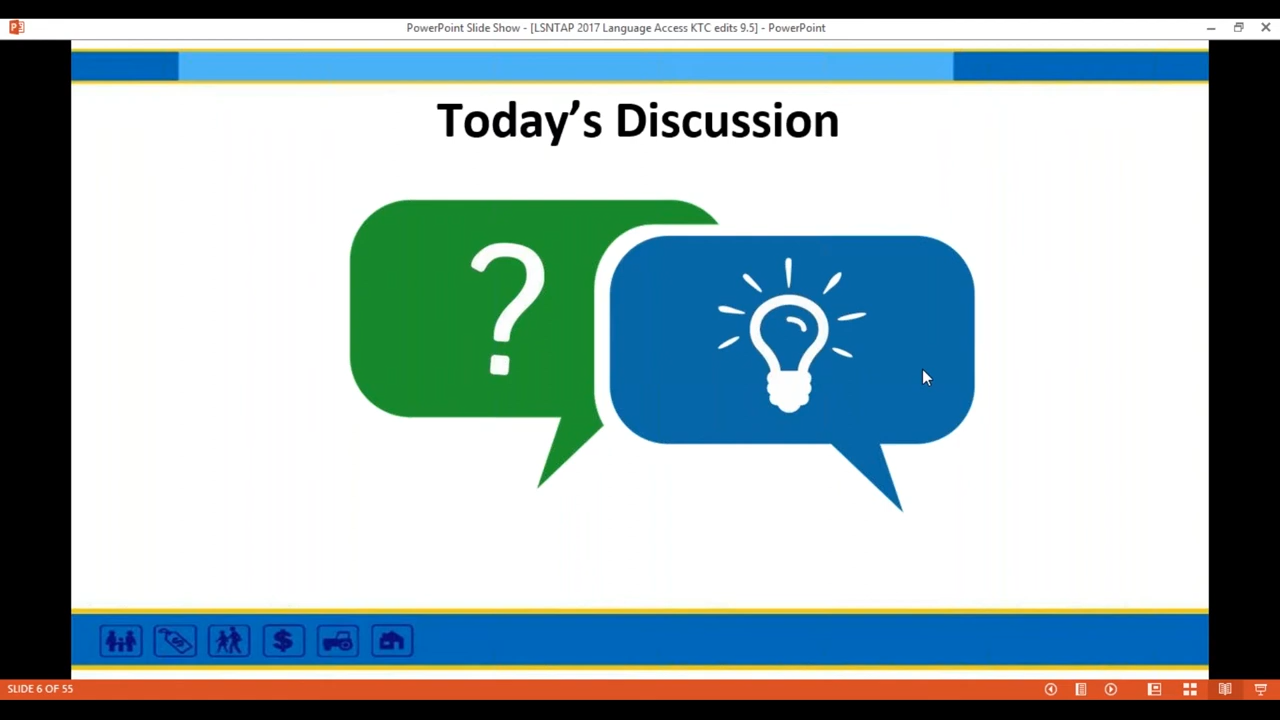 PowerPoint Slide Show - [LSNTAP 2017 Language Access KTC edits 9.5] - PowerPoint
Today's Discussion
?
$
SLIDE 6 OF 55